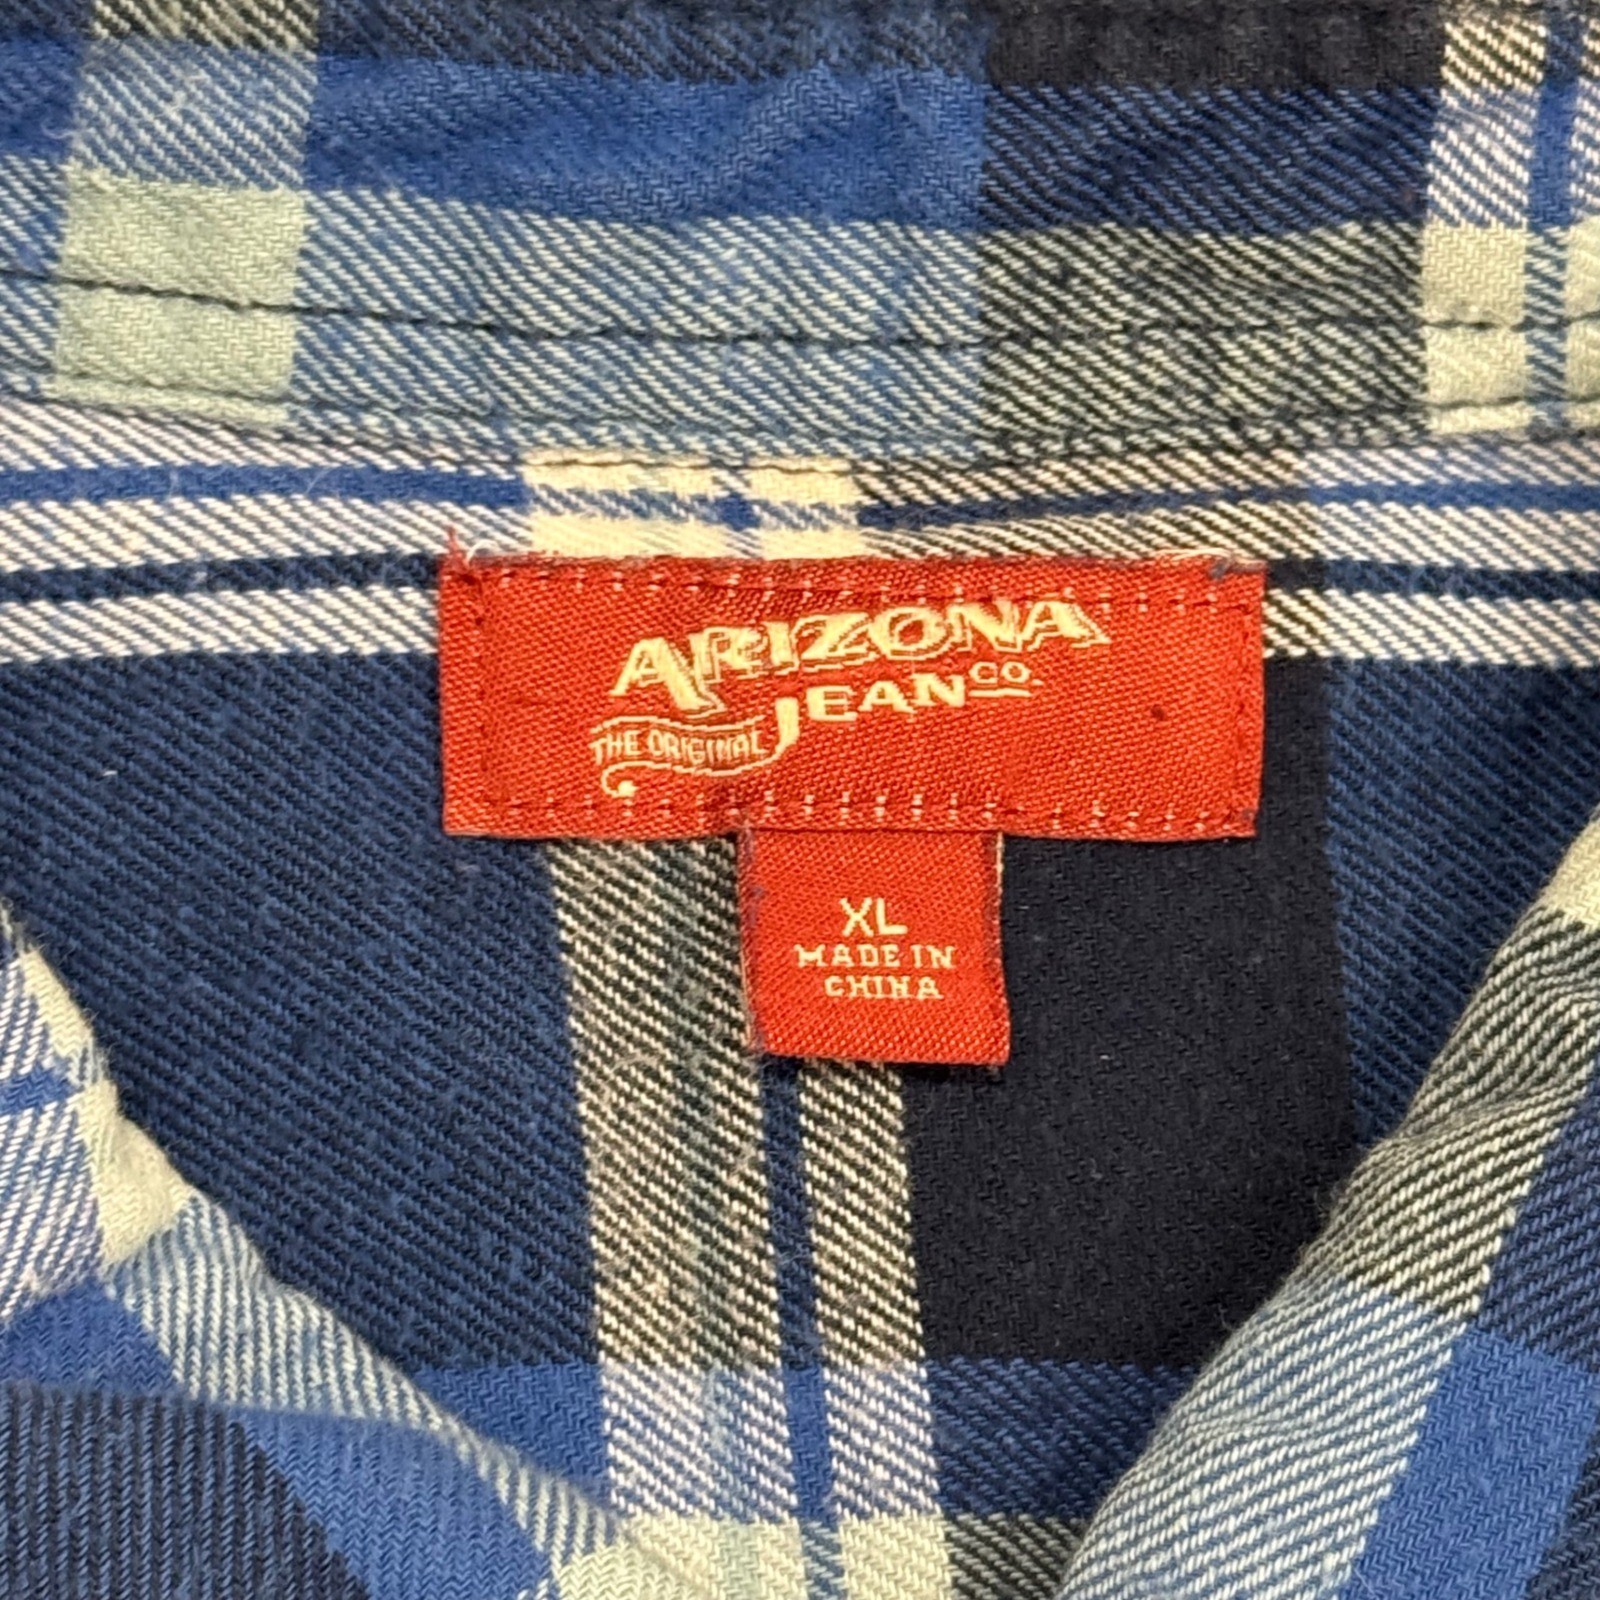 ARIZONA
JEAN CO.
THE ORIGINAL
XL
MADE IN
CHINA